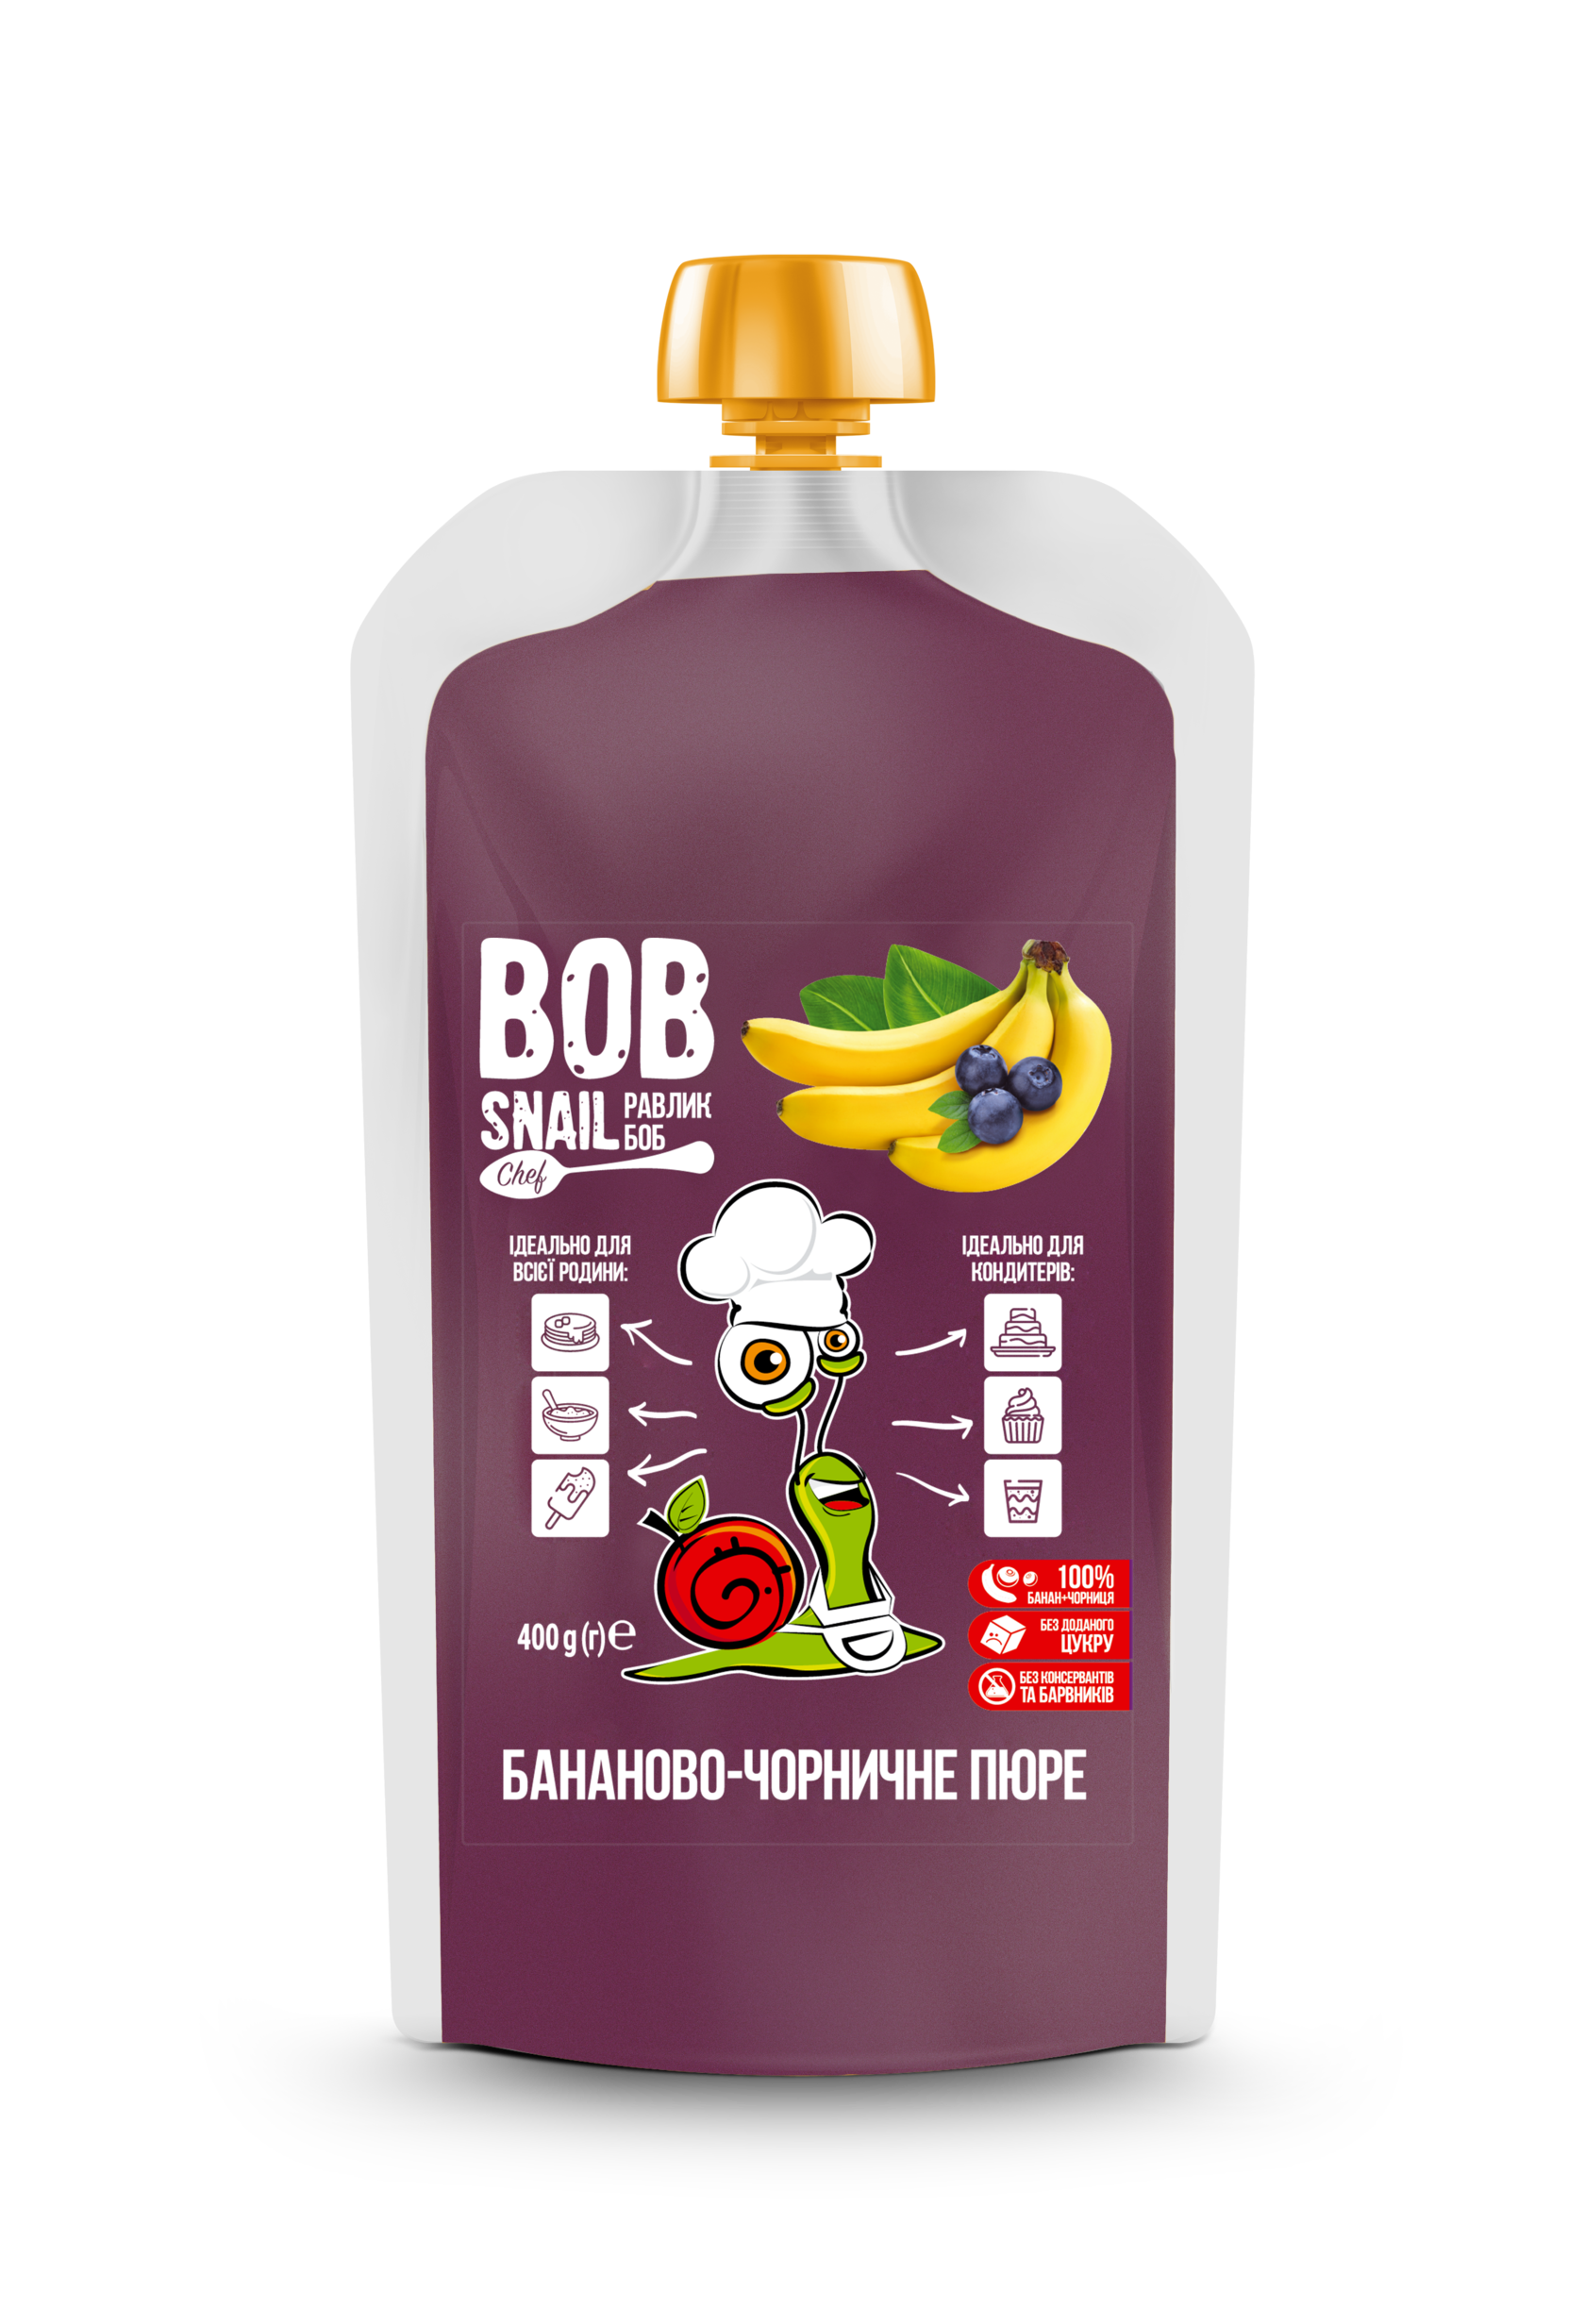 BOB
SNAIL
РАВЛИК
БОБ
Chef
ІДЕАЛЬНО ДЛЯ
ВСІЄЇ РОДИНИ:
ІДЕАЛЬНО ДЛЯ
КОНДИТЕРІВ:
100%
БАНАН+ЧОРНИЦЯ
БЕЗ ДОДАНОГО
ЦУКРУ
БЕЗ КОНСЕРВАНТІВ
ТА БАРВНИКІВ
400 g (г) ℮
БАНАНОВО-ЧОРНИЧНЕ ПЮРЕ